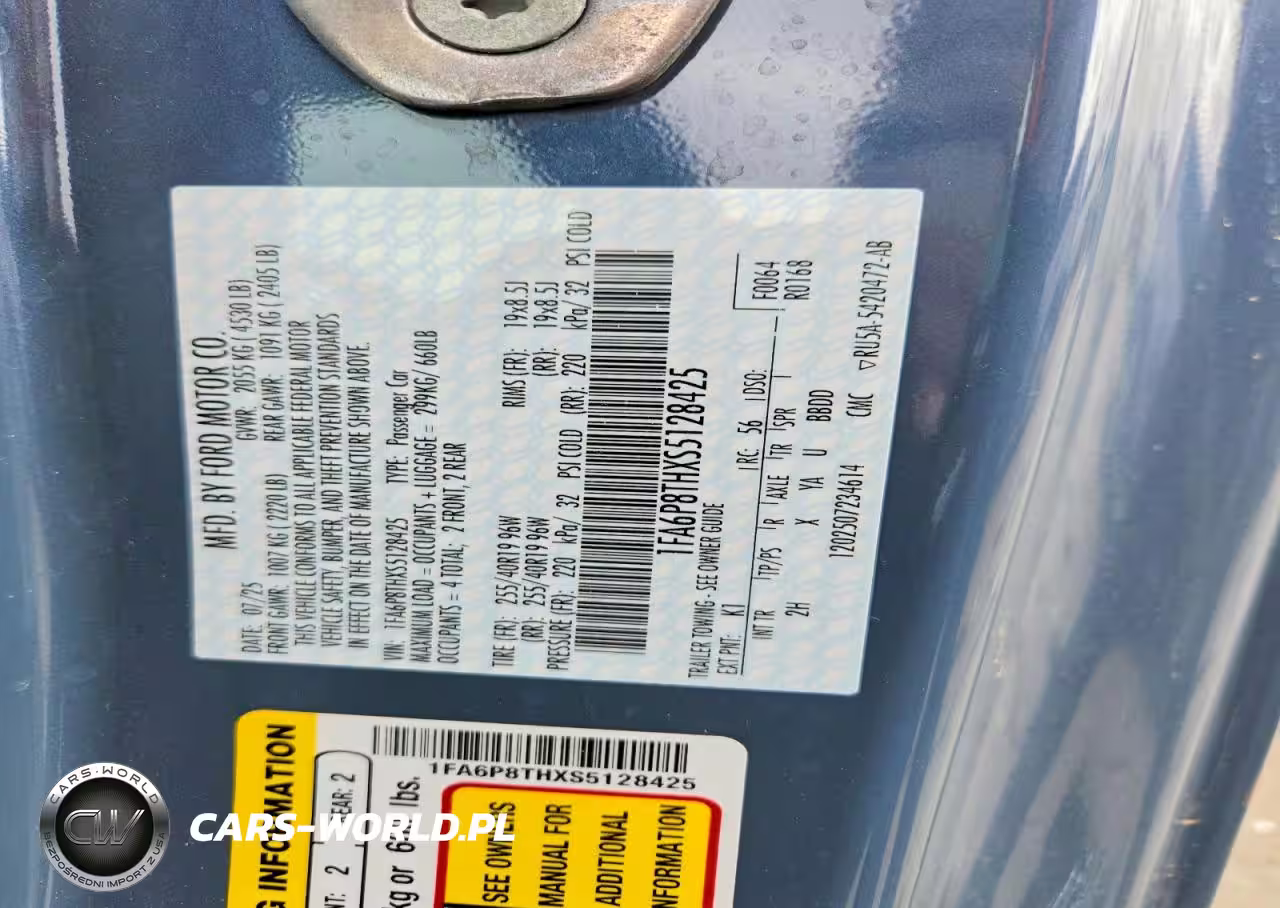 MFD. BY FORD MOTOR CO.
DATE: 07/25 GVWR: 2055 KG ( 4530 LB)
FRONT GAWR: 1007 KG ( 2220 LB) REAR GAWR: 1091 KG ( 2405 LB)
THIS VEHICLE CONFORMS TO ALL APPLICABLE FEDERAL MOTOR
VEHICLE SAFETY, BUMPER, AND THEFT PREVENTION STANDARDS
IN EFFECT ON THE DATE OF MANUFACTURE SHOWN ABOVE.
VIN: 1FA6P8THXS5128425 TYPE: Passenger Car
MAXIMUM LOAD = OCCUPANTS + LUGGAGE = 299KG/ 660LB
OCCUPANTS = 4 TOTAL; 2 FRONT, 2 REAR
TIRE (FR): 255/40R19 96W RIMS (FR): 19x8.5J
(RR): 255/40R19 96W (RR): 19x8.5J
PRESSURE (FR): 220 kPa/ 32 PSI COLD (RR): 220 kPa/ 32 PSI COLD
1FA6P8THXS5128425
TRAILER TOWING - SEE OWNER GUIDE
EXT PNT: K1 RC: 56 DSO: F0064
INT TR TP/PS R AXLE TR SPR R0168
2H X YA U BBDD
1202507234614 CMC ▽RU5A-5420472-AB
INFORMATION
2 EAR: 2
kg or lbs.
1FA6P8THXS5128425
SEE OWNERS
MANUAL FOR
ADDITIONAL
INFORMATION
CARS-WORLD
CW
BEZPOŚREDNI IMPORT Z USA
CARS-WORLD.PL